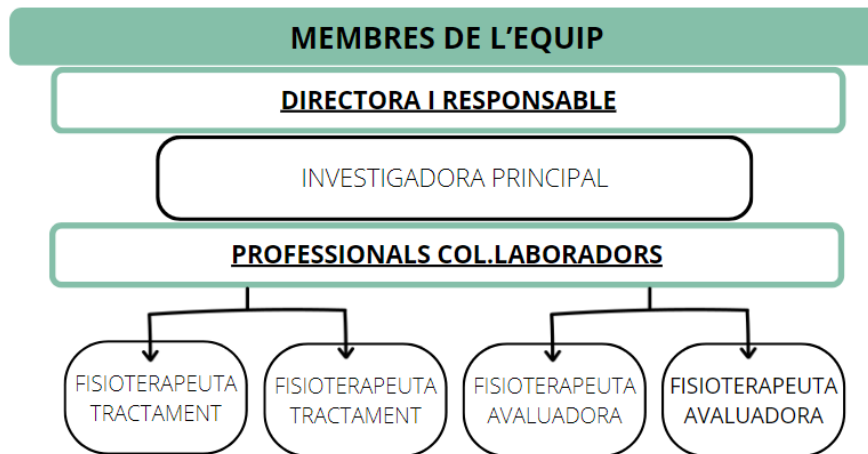 MEMBRES DE L'EQUIP
DIRECTORA I RESPONSABLE
INVESTIGADORA PRINCIPAL
PROFESSIONALS COL.LABORADORS
FISIOTERAPEUTA
TRACTAMENT
FISIOTERAPEUTA
TRACTAMENT
FISIOTERAPEUTA
AVALUADORA
FISIOTERAPEUTA
AVALUADORA